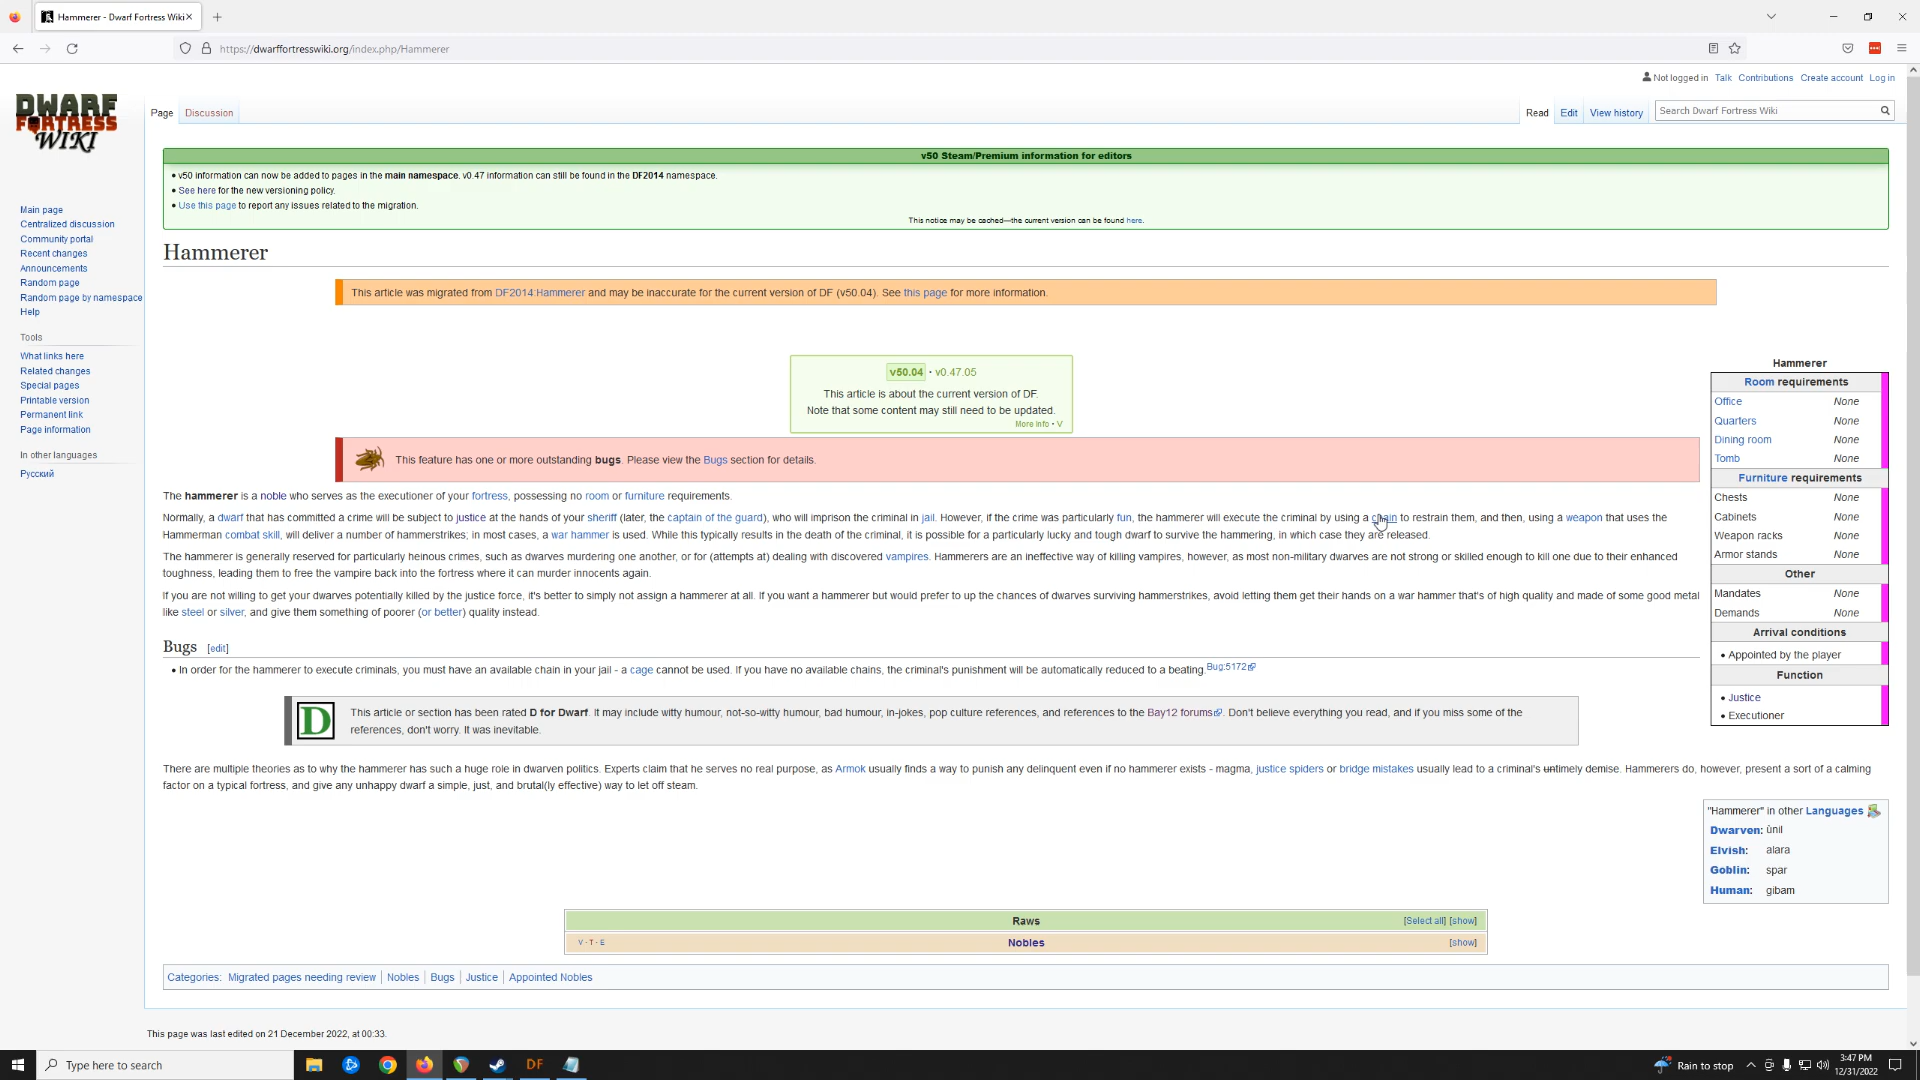 Hammerer - Dwarf Fortress Wiki
https://dwarffortresswiki.org/index.php/Hammerer
Not logged in Talk Contributions Create account Log in
DWARF
FORTRESS
WIKI
Page Discussion
Read Edit View history Search Dwarf Fortress Wiki
v50 Steam/Premium information for editors
• v50 information can now be added to pages in the main namespace. v0.47 information can still be found in the DF2014 namespace.
• See here for the new versioning policy.
• Use this page to report any issues related to the migration.
This notice may be cached—the current version can be found here.
Main page
Centralized discussion
Community portal
Recent changes
Announcements
Random page
Random page by namespace
Help
Tools
What links here
Related changes
Special pages
Printable version
Permanent link
Page information
In other languages
Русский
Hammerer
This article was migrated from DF2014:Hammerer and may be inaccurate for the current version of DF (v50.04). See this page for more information.
v50.04 · v0.47.05
This article is about the current version of DF.
Note that some content may still need to be updated.
More Info · V
This feature has one or more outstanding bugs. Please view the Bugs section for details.
The hammerer is a noble who serves as the executioner of your fortress, possessing no room or furniture requirements.
Normally, a dwarf that has committed a crime will be subject to justice at the hands of your sheriff (later, the captain of the guard), who will imprison the criminal in jail. However, if the crime was particularly fun, the hammerer will execute the criminal by using a chain to restrain them, and then, using a weapon that uses the
Hammerman combat skill, will deliver a number of hammerstrikes; in most cases, a war hammer is used. While this typically results in the death of the criminal, it is possible for a particularly lucky and tough dwarf to survive the hammering, in which case they are released.
The hammerer is generally reserved for particularly heinous crimes, such as dwarves murdering one another, or for (attempts at) dealing with discovered vampires. Hammerers are an ineffective way of killing vampires, however, as most non-military dwarves are not strong or skilled enough to kill one due to their enhanced
toughness, leading them to free the vampire back into the fortress where it can murder innocents again.
If you are not willing to get your dwarves potentially killed by the justice force, it's better to simply not assign a hammerer at all. If you want a hammerer but would prefer to up the chances of dwarves surviving hammerstrikes, avoid letting them get their hands on a war hammer that's of high quality and made of some good metal
like steel or silver, and give them something of poorer (or better) quality instead.
Bugs [edit]
• In order for the hammerer to execute criminals, you must have an available chain in your jail - a cage cannot be used. If you have no available chains, the criminal's punishment will be automatically reduced to a beating. Bug:5172
D
This article or section has been rated D for Dwarf. It may include witty humour, not-so-witty humour, bad humour, in-jokes, pop culture references, and references to the Bay12 forums. Don't believe everything you read, and if you miss some of the
references, don't worry. It was inevitable.
There are multiple theories as to why the hammerer has such a huge role in dwarven politics. Experts claim that he serves no real purpose, as Armok usually finds a way to punish any delinquent even if no hammerer exists - magma, justice spiders or bridge mistakes usually lead to a criminal's untimely demise. Hammerers do, however, present a sort of a calming
factor on a typical fortress, and give any unhappy dwarf a simple, just, and brutal(ly effective) way to let off steam.
Hammerer
Room requirements
Office None
Quarters None
Dining room None
Tomb None
Furniture requirements
Chests None
Cabinets None
Weapon racks None
Armor stands None
Other
Mandates None
Demands None
Arrival conditions
• Appointed by the player
Function
• Justice
• Executioner
"Hammerer" in other Languages
Dwarven: ùnil
Elvish: alara
Goblin: spar
Human: gibam
Raws [Select all] [show]
V · T · E Nobles [show]
Categories: Migrated pages needing review | Nobles | Bugs | Justice | Appointed Nobles
This page was last edited on 21 December 2022, at 00:33.
Type here to search
DF
Rain to stop
3:47 PM
12/31/2022